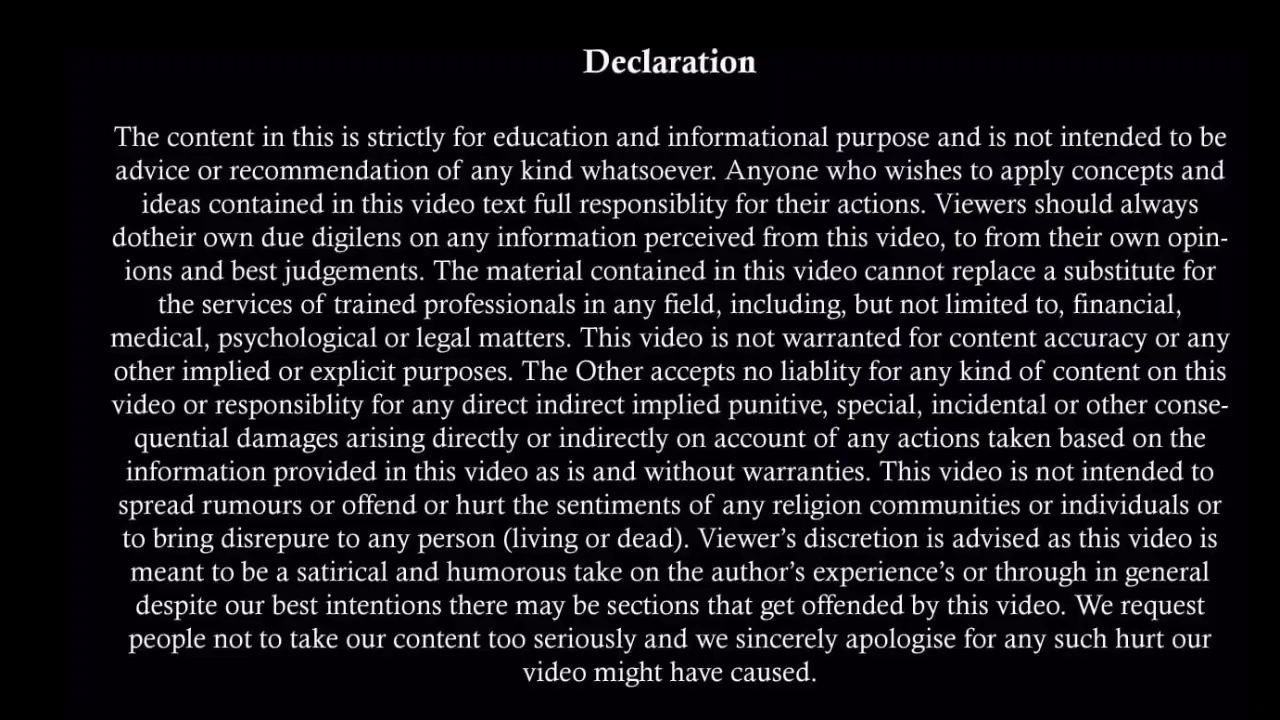 Declaration
The content in this is strictly for education and informational purpose and is not intended to be
advice or recommendation of any kind whatsoever. Anyone who wishes to apply concepts and
ideas contained in this video text full responsiblity for their actions. Viewers should always
dotheir own due digilens on any information perceived from this video, to from their own opin-
ions and best judgements. The material contained in this video cannot replace a substitute for
the services of trained professionals in any field, including, but not limited to, financial,
medical, psychological or legal matters. This video is not warranted for content accuracy or any
other implied or explicit purposes. The Other accepts no liablity for any kind of content on this
video or responsiblity for any direct indirect implied punitive, special, incidental or other conse-
quential damages arising directly or indirectly on account of any actions taken based on the
information provided in this video as is and without warranties. This video is not intended to
spread rumours or offend or hurt the sentiments of any religion communities or individuals or
to bring disrepure to any person (living or dead). Viewer's discretion is advised as this video is
meant to be a satirical and humorous take on the author's experience's or through in general
despite our best intentions there may be sections that get offended by this video. We request
people not to take our content too seriously and we sincerely apologise for any such hurt our
video might have caused.